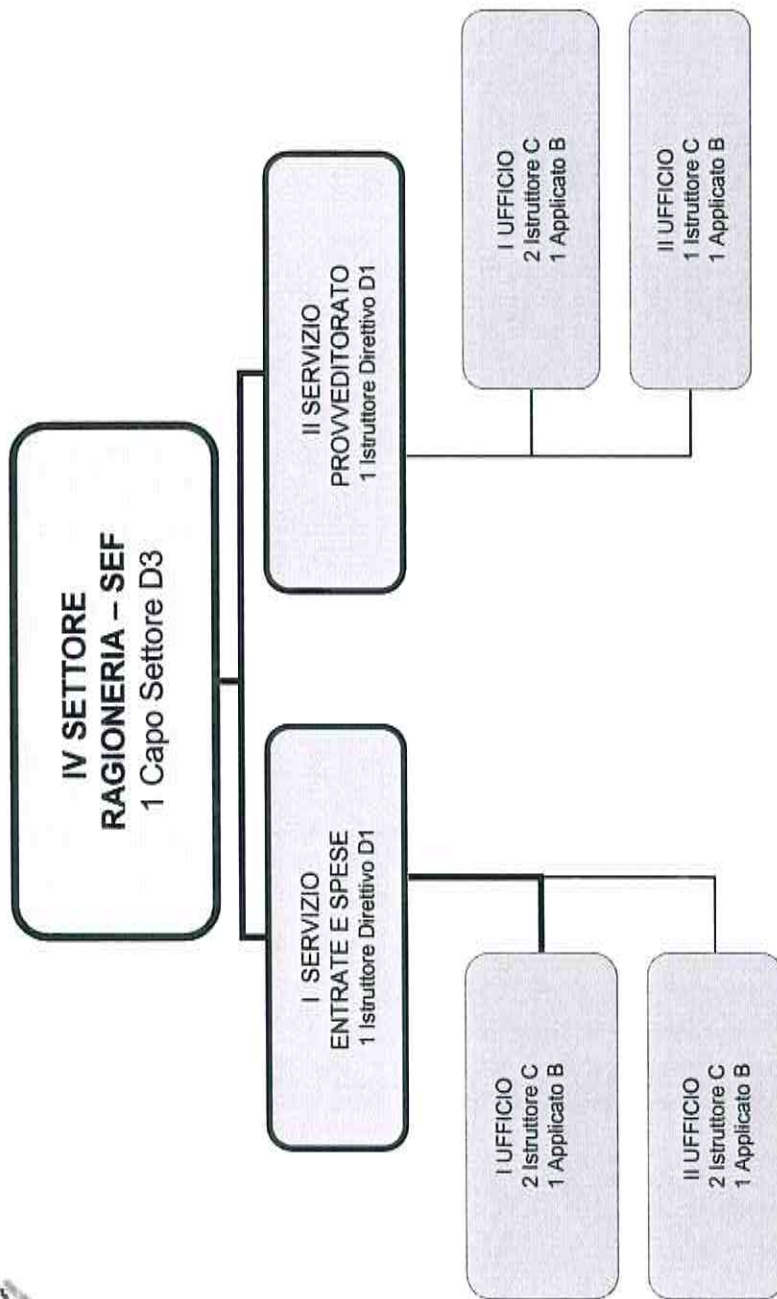 IV SETTORE
RAGIONERIA – SEF
1 Capo Settore D3
I SERVIZIO
ENTRATE E SPESE
1 Istruttore Direttivo D1
II SERVIZIO
PROVVEDITORATO
1 Istruttore Direttivo D1
I UFFICIO
2 Istruttore C
1 Applicato B
II UFFICIO
2 Istruttore C
1 Applicato B
I UFFICIO
2 Istruttore C
1 Applicato B
II UFFICIO
1 Istruttore C
1 Applicato B